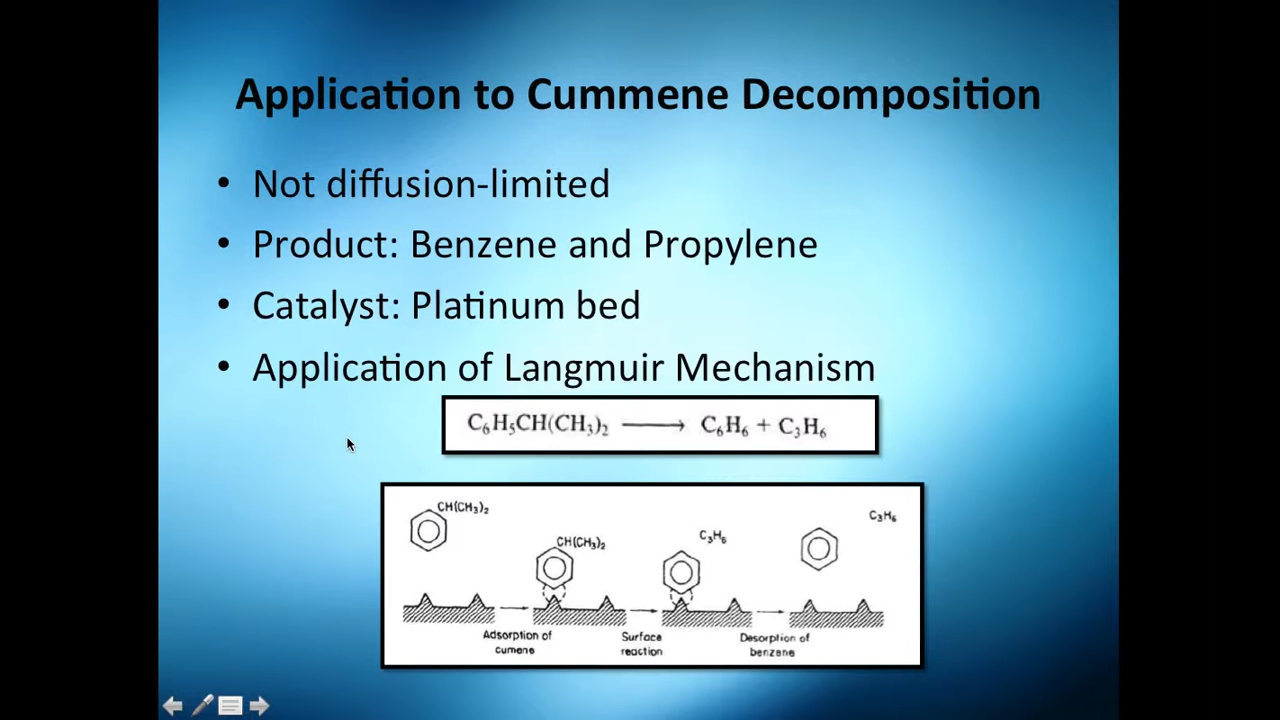 Application to Cummene Decomposition
• Not diffusion-limited
• Product: Benzene and Propylene
• Catalyst: Platinum bed
• Application of Langmuir Mechanism
C₆H₅CH(CH₃)₂ ⟶ C₆H₆ + C₃H₆
CH(CH₃)₂
CH(CH₃)₂
C₃H₆
C₃H₆
Adsorption of
cumene
Surface
reaction
Desorption of
benzene